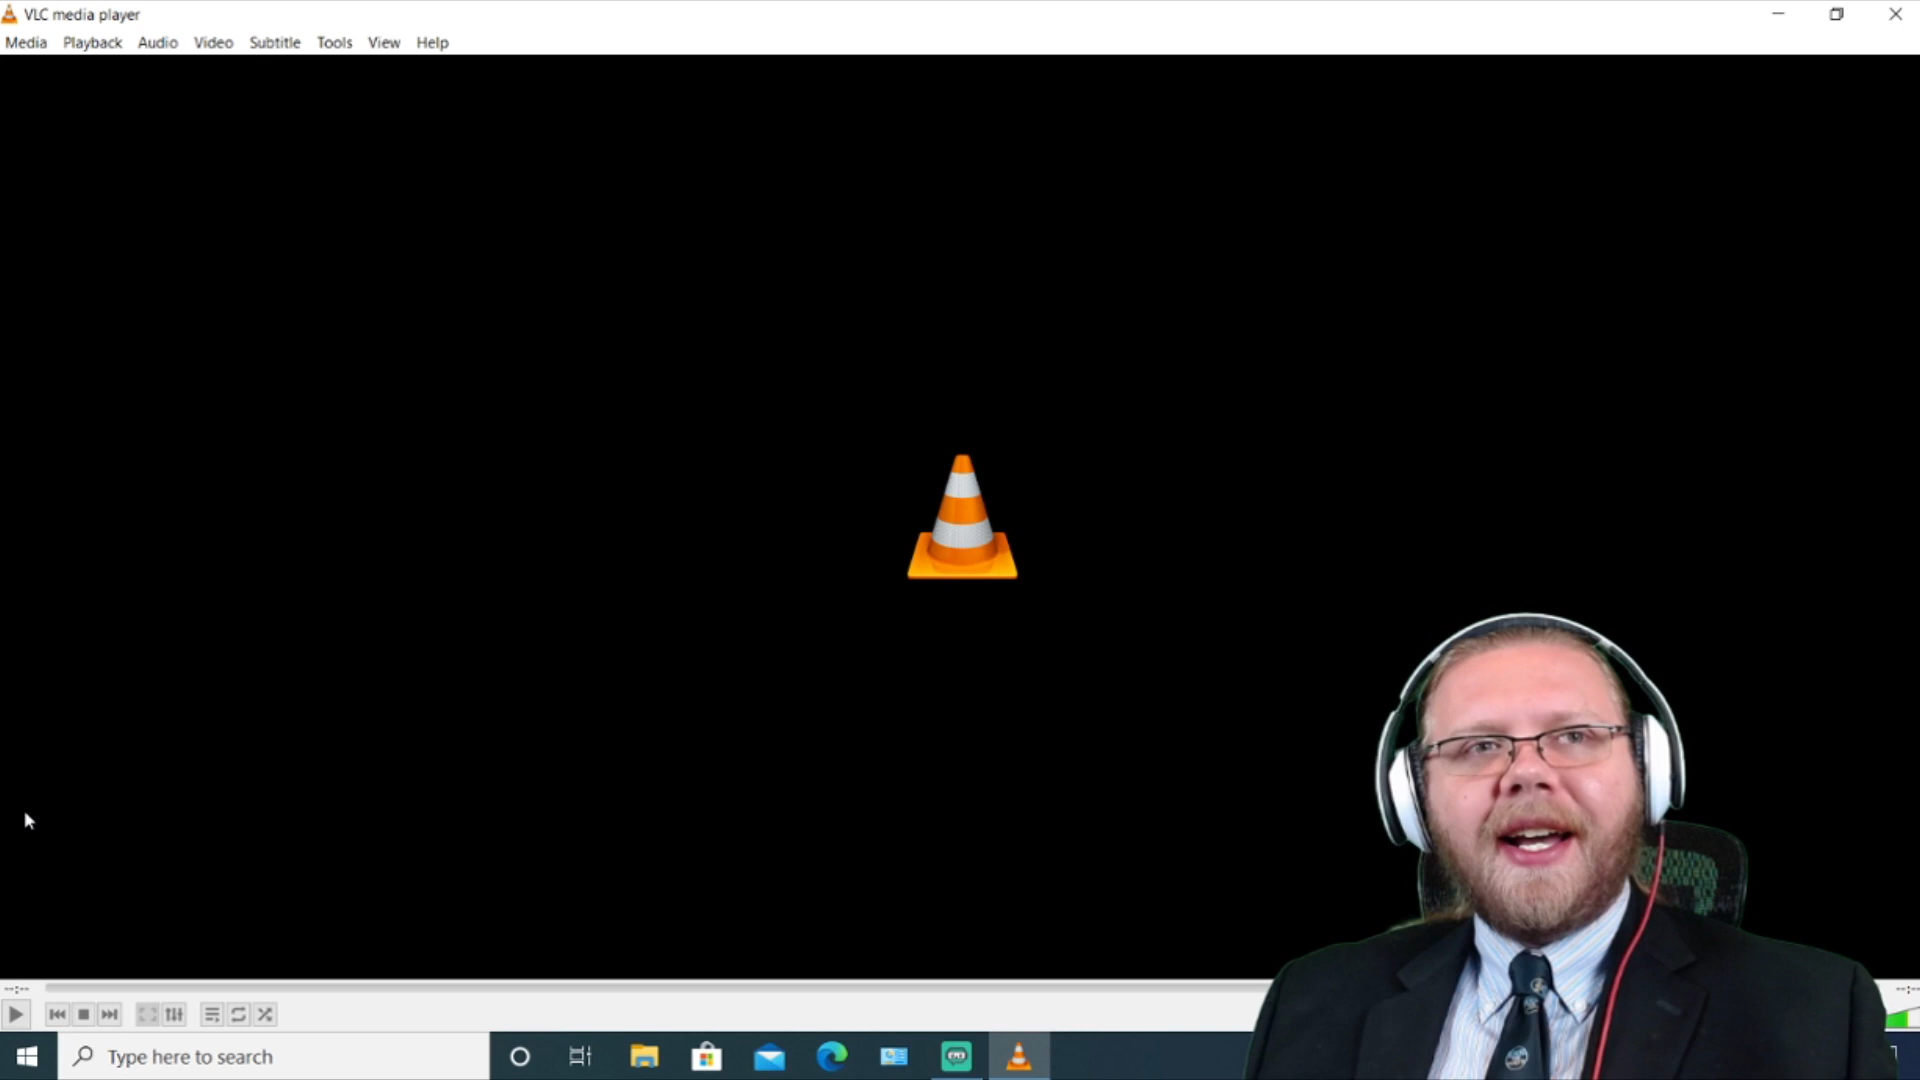 VLC media player
Media Playback Audio Video Subtitle Tools View Help
--:--
--:--
Type here to search